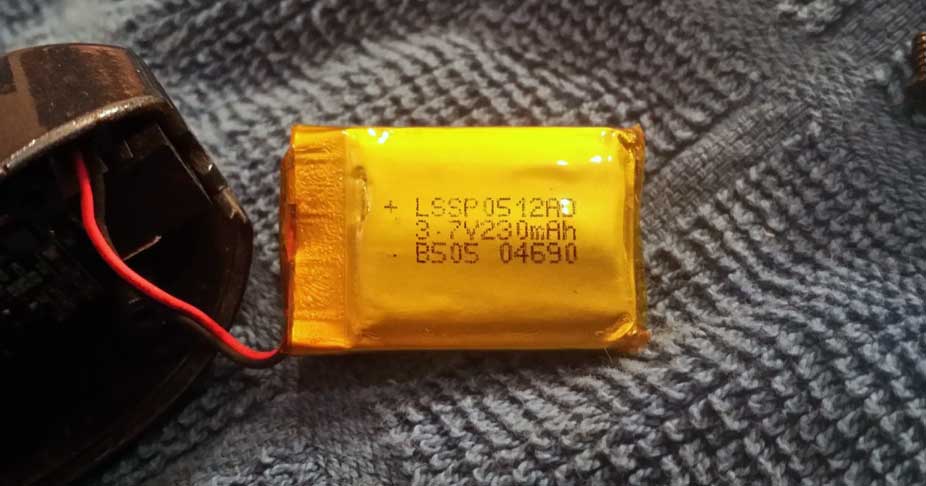 + LSSP0512AD
3.7V230mAh
- B505 04690